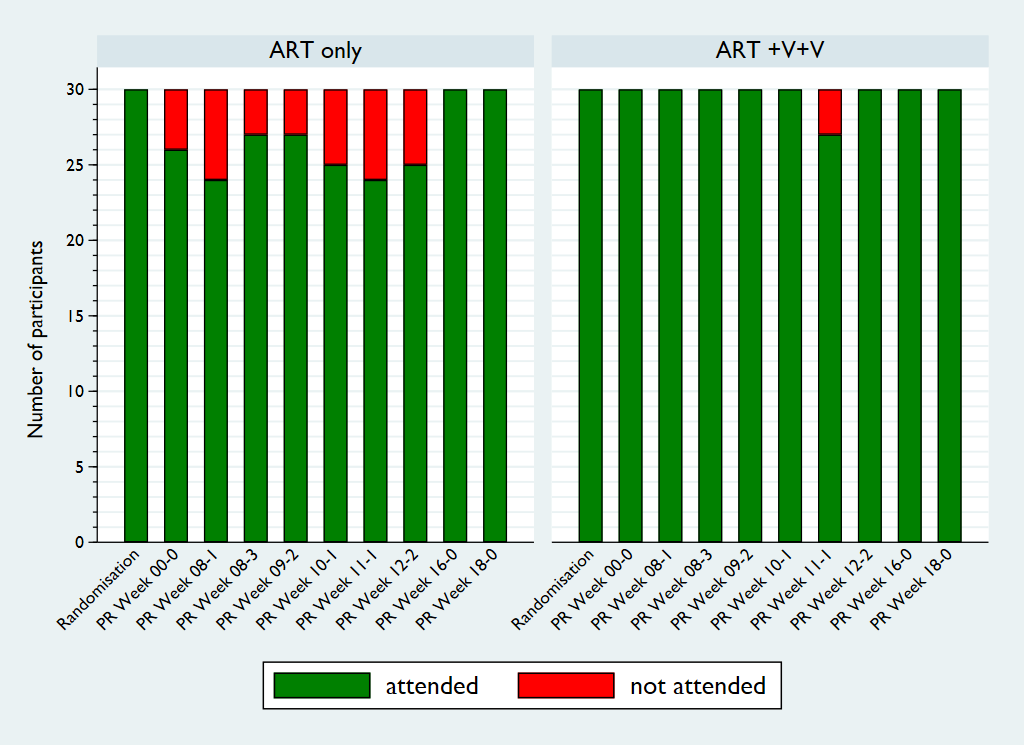 ART only
ART +V+V
Number of participants
30
25
20
15
10
5
0
Randomisation
PR Week 00-0
PR Week 08-1
PR Week 08-3
PR Week 09-2
PR Week 10-1
PR Week 11-1
PR Week 12-2
PR Week 16-0
PR Week 18-0
Randomisation
PR Week 00-0
PR Week 08-1
PR Week 08-3
PR Week 09-2
PR Week 10-1
PR Week 11-1
PR Week 12-2
PR Week 16-0
PR Week 18-0
attended
not attended